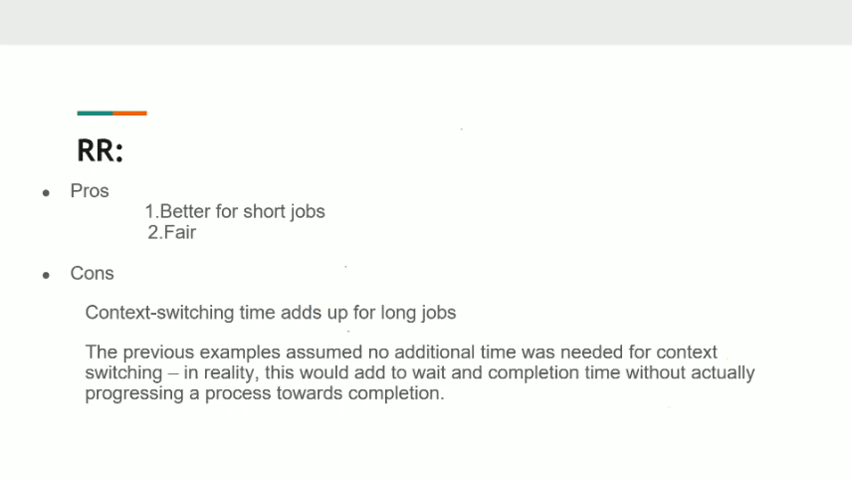 RR:
● Pros
1.Better for short jobs
2.Fair
● Cons
Context-switching time adds up for long jobs
The previous examples assumed no additional time was needed for context
switching – in reality, this would add to wait and completion time without actually
progressing a process towards completion.